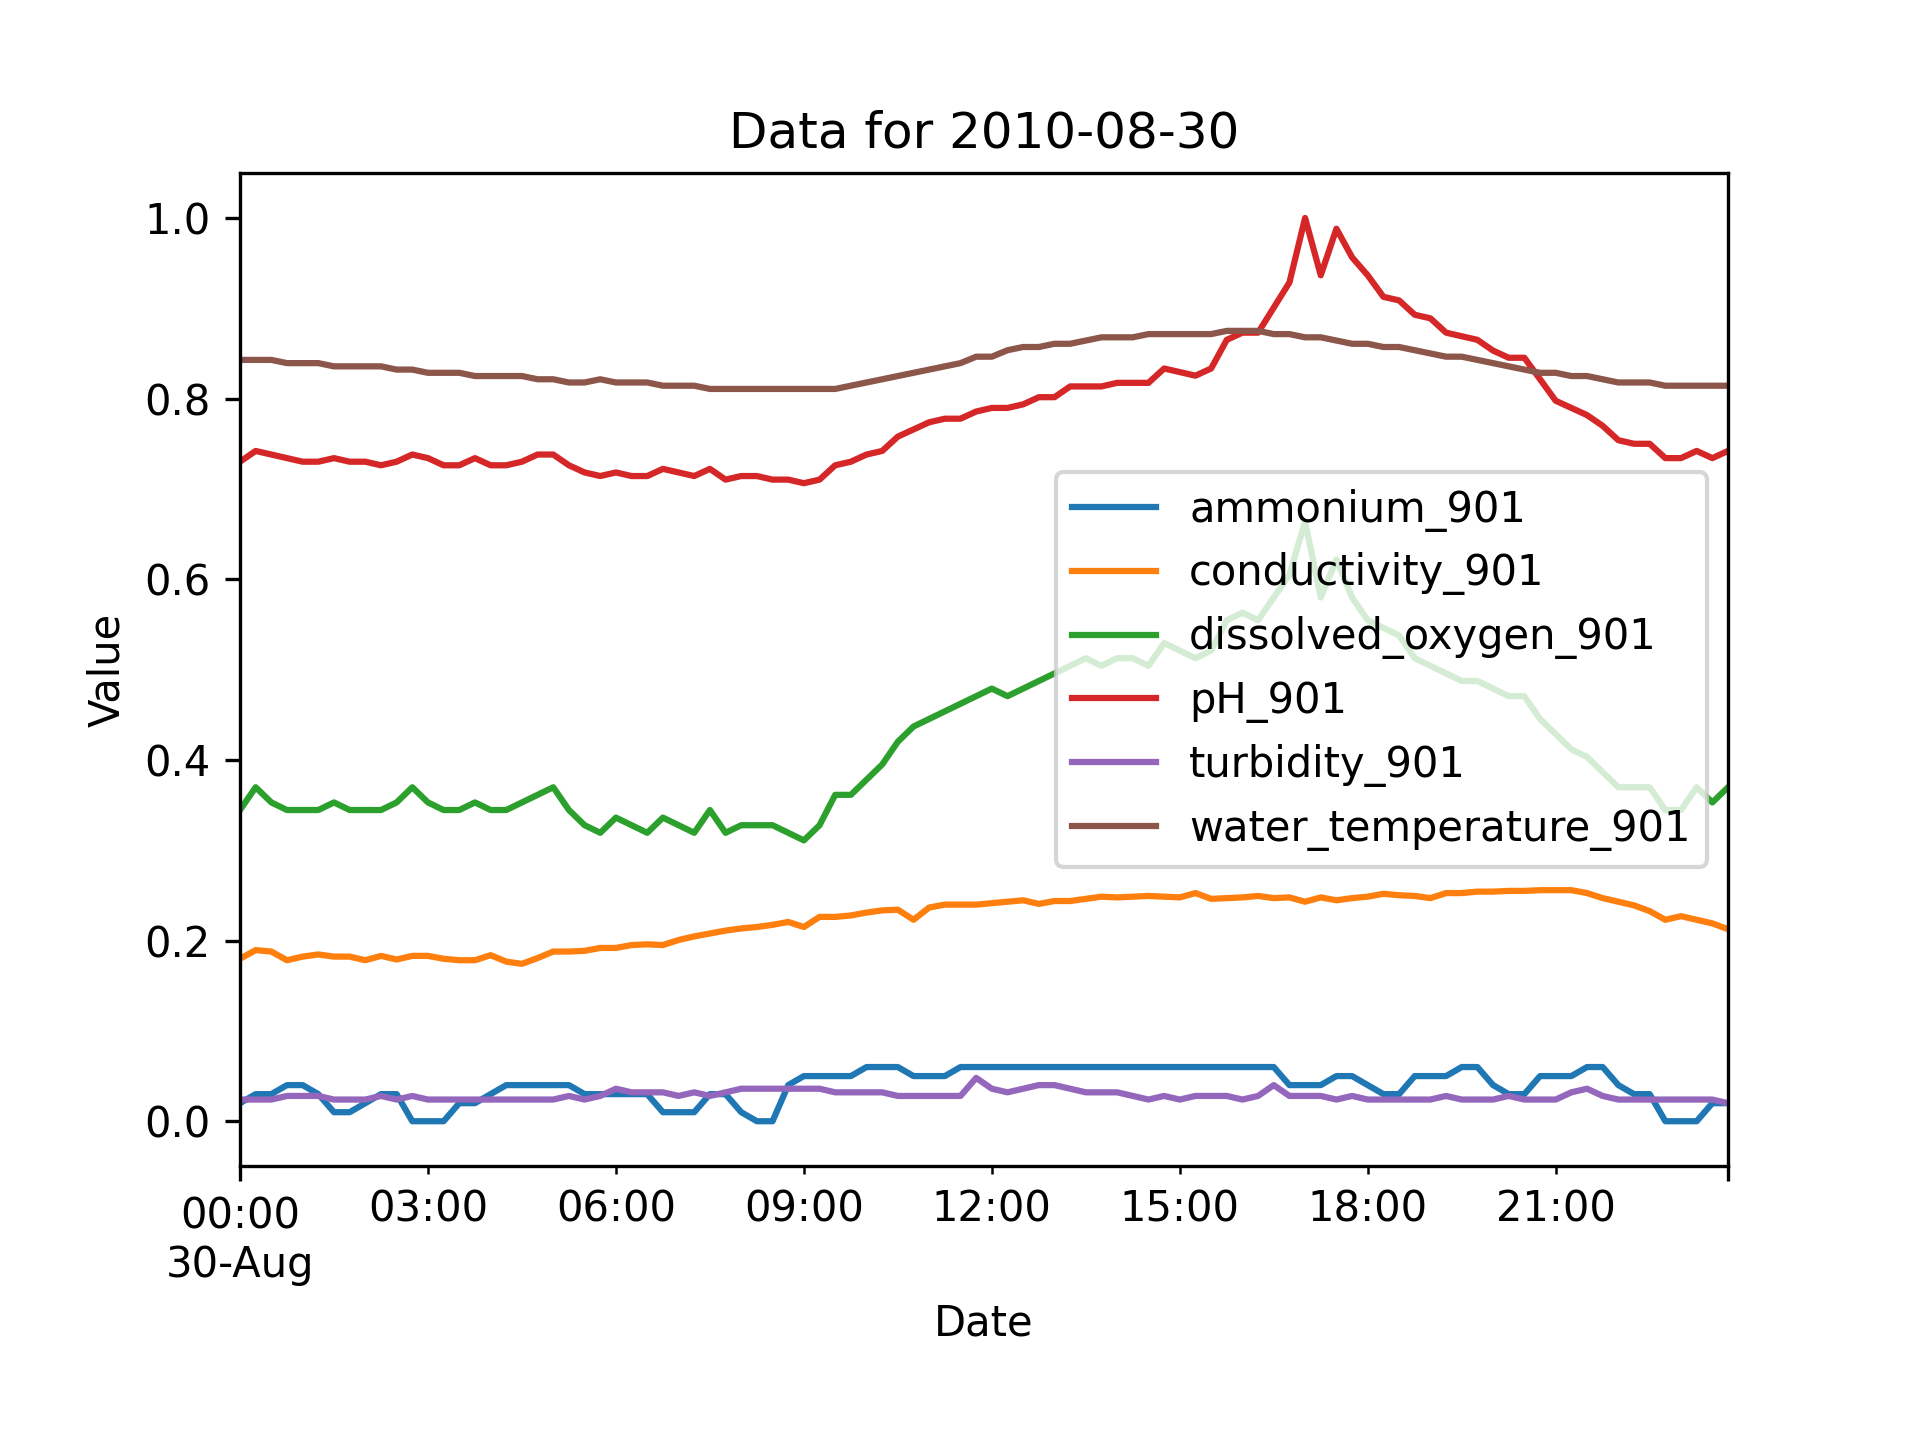 Data for 2010-08-30
1.0
0.8
0.6
0.4
0.2
0.0
Value
ammonium_901
conductivity_901
dissolved_oxygen_901
pH_901
turbidity_901
water_temperature_901
00:00 03:00 06:00 09:00 12:00 15:00 18:00 21:00
30-Aug
Date